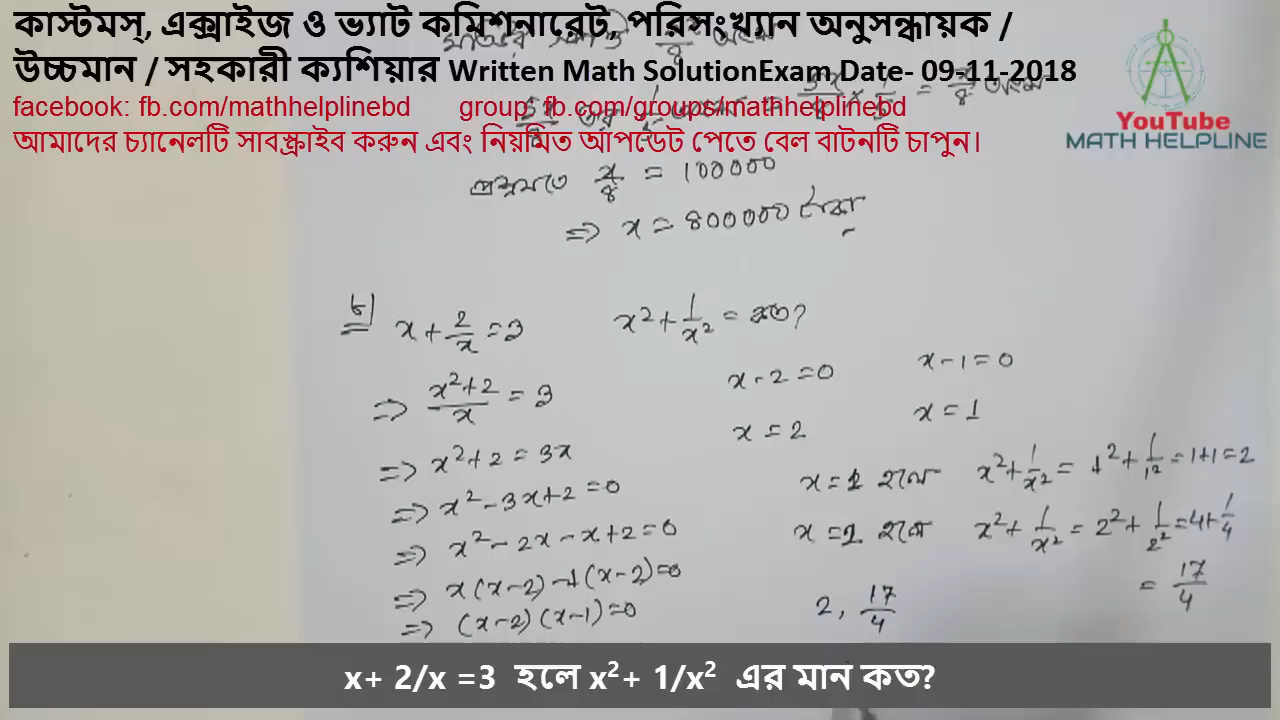 কাস্টমস্, এক্সাইজ ও ভ্যাট কমিশনারেট, পরিসংখ্যান অনুসন্ধায়ক /
উচ্চমান / সহকারী ক্যশিয়ার Written Math SolutionExam Date- 09-11-2018
facebook: fb.com/mathhelplinebd group: fb.com/groups/mathhelplinebd
আমাদের চ্যানেলটি সাবস্ক্রাইব করুন এবং নিয়মিত আপডেট পেতে বেল বাটনটি চাপুন।
YouTube
MATH HELPLINE
প্রশ্নমতে x/8 = 100000
=> x = 800000 টাকা
৮) x + 2/x = 3 x² + 1/x² = কত?
=> (x²+2)/x = 3
=> x²+2 = 3x
=> x² - 3x + 2 = 0
=> x² - 2x - x + 2 = 0
=> x(x-2) -1(x-2) = 0
=> (x-2)(x-1) = 0
x - 2 = 0
x = 2
x - 1 = 0
x = 1
x = 1 হলে x² + 1/x² = 1² + 1/1² = 1+1 = 2
x = 2 হলে x² + 1/x² = 2² + 1/2² = 4 + 1/4
= 17/4
2, 17/4
x+ 2/x =3 হলে x²+ 1/x² এর মান কত?